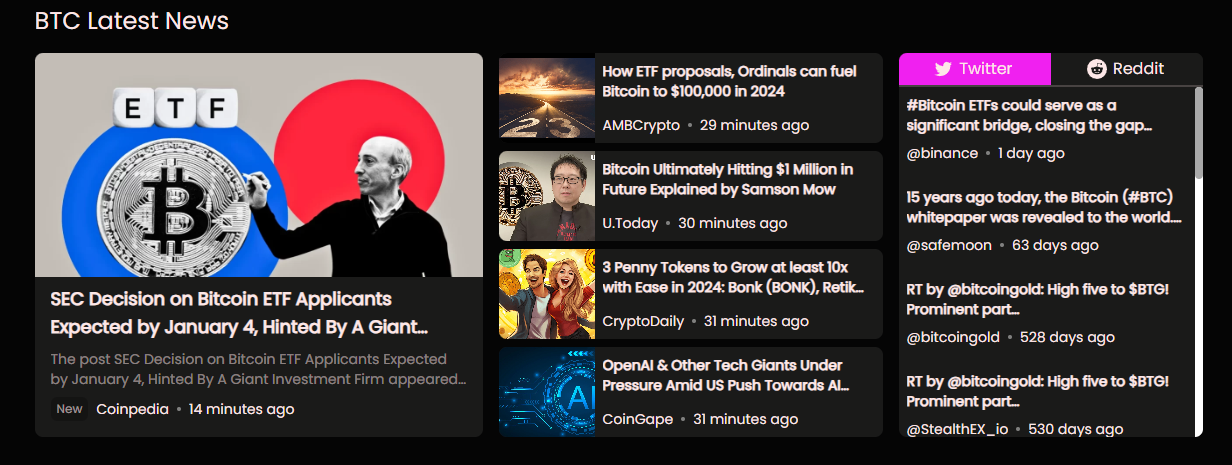 BTC Latest News
E T F
SEC Decision on Bitcoin ETF Applicants
Expected by January 4, Hinted By A Giant...
The post SEC Decision on Bitcoin ETF Applicants Expected
by January 4, Hinted By A Giant Investment Firm appeared...
New Coinpedia • 14 minutes ago
23
How ETF proposals, Ordinals can fuel
Bitcoin to $100,000 in 2024
AMBCrypto • 29 minutes ago
Bitcoin Ultimately Hitting $1 Million in
Future Explained by Samson Mow
U.Today • 30 minutes ago
3 Penny Tokens to Grow at least 10x
with Ease in 2024: Bonk (BONK), Retik...
CryptoDaily • 31 minutes ago
AI
OpenAI & Other Tech Giants Under
Pressure Amid US Push Towards AI...
CoinGape • 31 minutes ago
Twitter Reddit
#Bitcoin ETFs could serve as a
significant bridge, closing the gap...
@binance • 1 day ago
15 years ago today, the Bitcoin (#BTC)
whitepaper was revealed to the world....
@safemoon • 63 days ago
RT by @bitcoingold: High five to $BTG!
Prominent part...
@bitcoingold • 528 days ago
RT by @bitcoingold: High five to $BTG!
Prominent part...
@StealthEX_io • 530 days ago